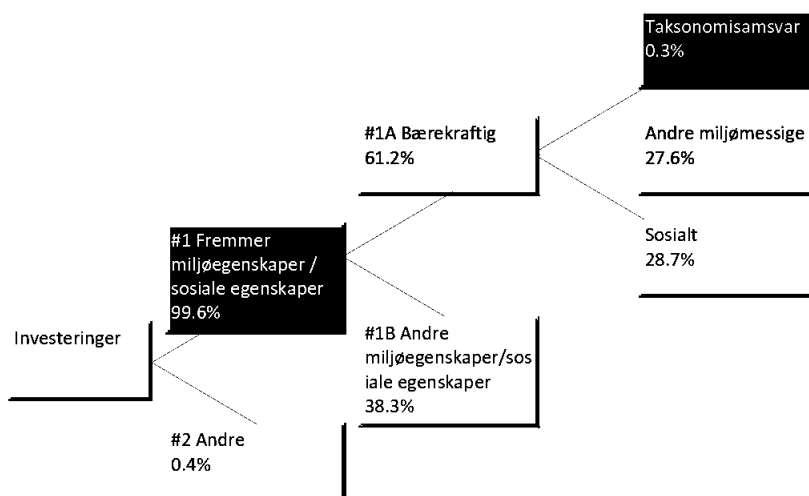 Taksonomisamsvar
0.3%
#1A Bærekraftig
61.2%
Andre miljømessige
27.6%
#1 Fremmer
miljøegenskaper /
sosiale egenskaper
99.6%
Sosialt
28.7%
Investeringer
#1B Andre
miljøegenskaper/sos
iale egenskaper
38.3%
#2 Andre
0.4%